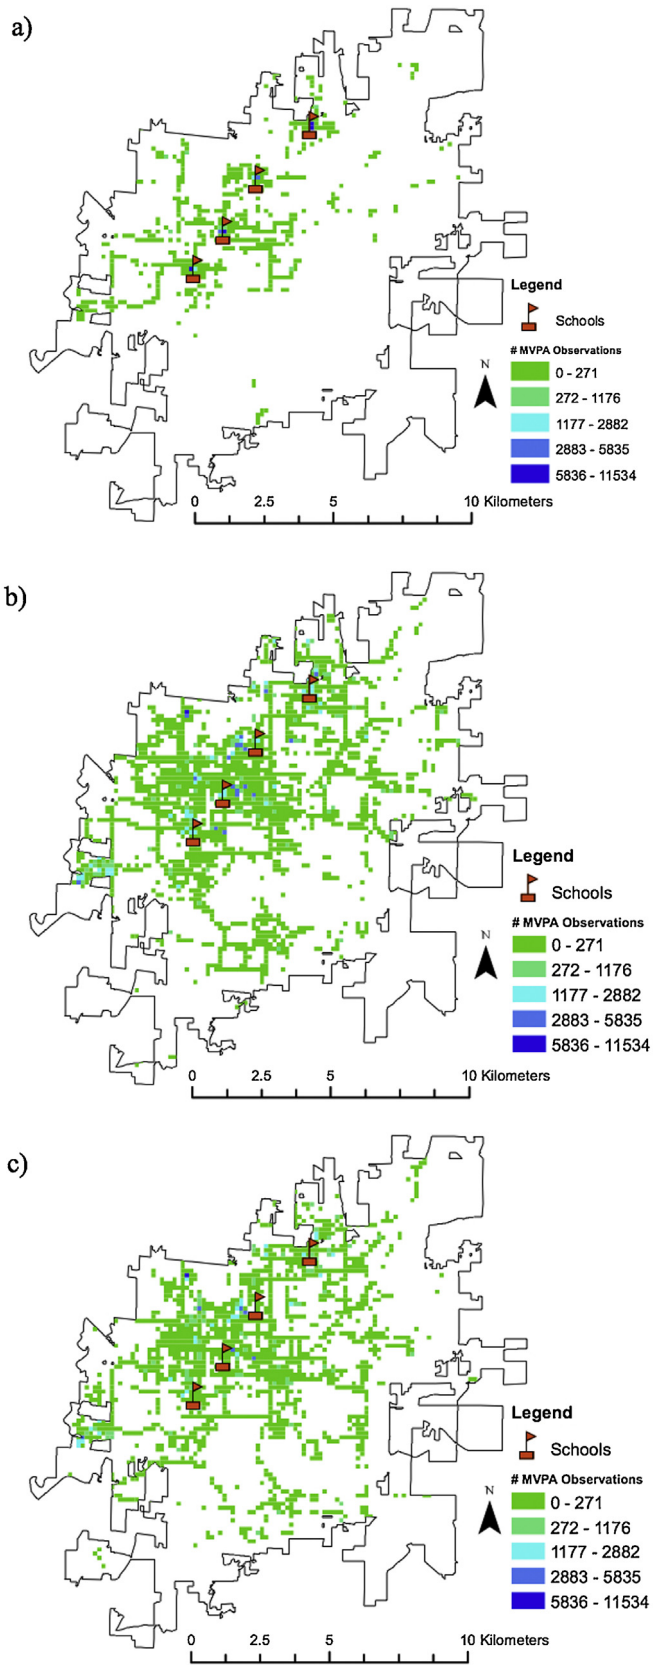 a)
Legend
Schools
# MVPA Observations
0 - 271
272 - 1176
1177 - 2882
2883 - 5835
5836 - 11534
N
0 2.5 5 10 Kilometers
b)
Legend
Schools
# MVPA Observations
0 - 271
272 - 1176
1177 - 2882
2883 - 5835
5836 - 11534
N
0 2.5 5 10 Kilometers
c)
Legend
Schools
# MVPA Observations
0 - 271
272 - 1176
1177 - 2882
2883 - 5835
5836 - 11534
N
0 2.5 5 10 Kilometers